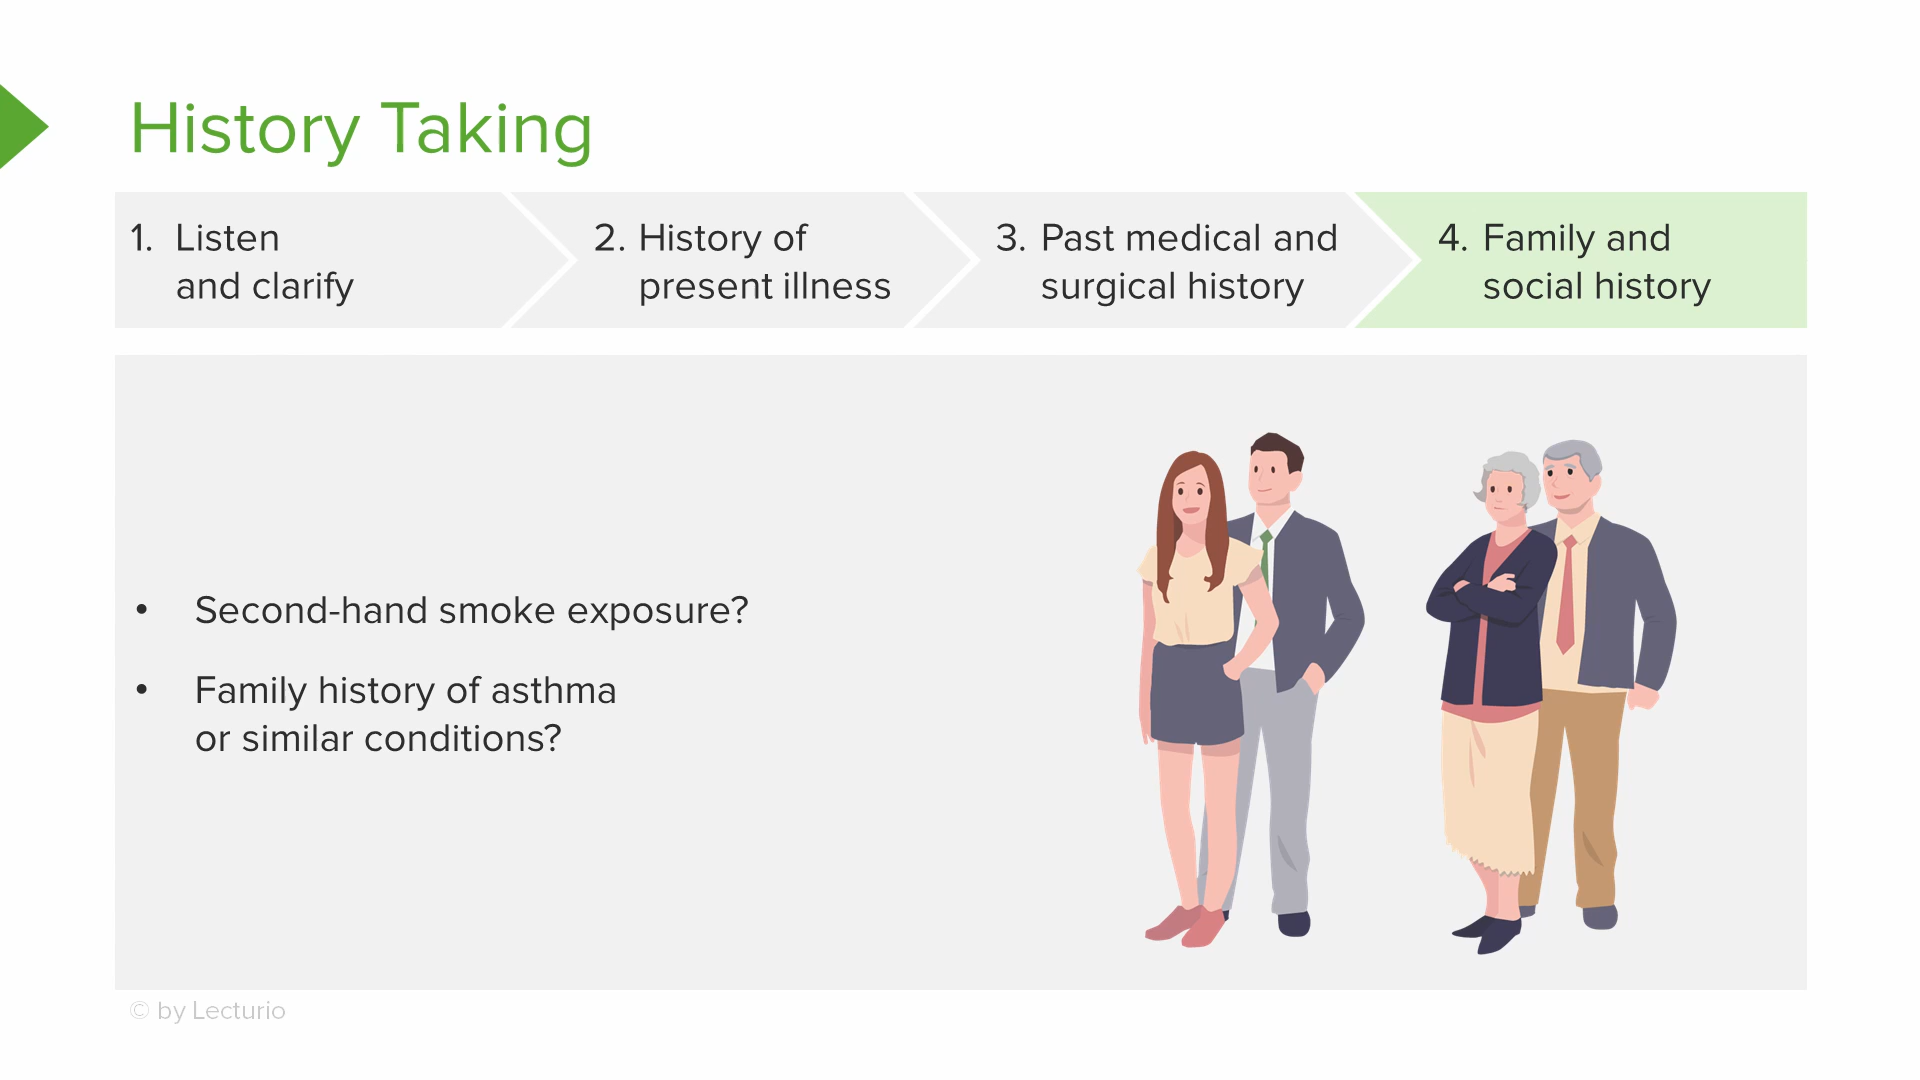 History Taking
1. Listen
and clarify
2. History of
present illness
3. Past medical and
surgical history
4. Family and
social history
• Second-hand smoke exposure?
• Family history of asthma
or similar conditions?
© by Lecturio